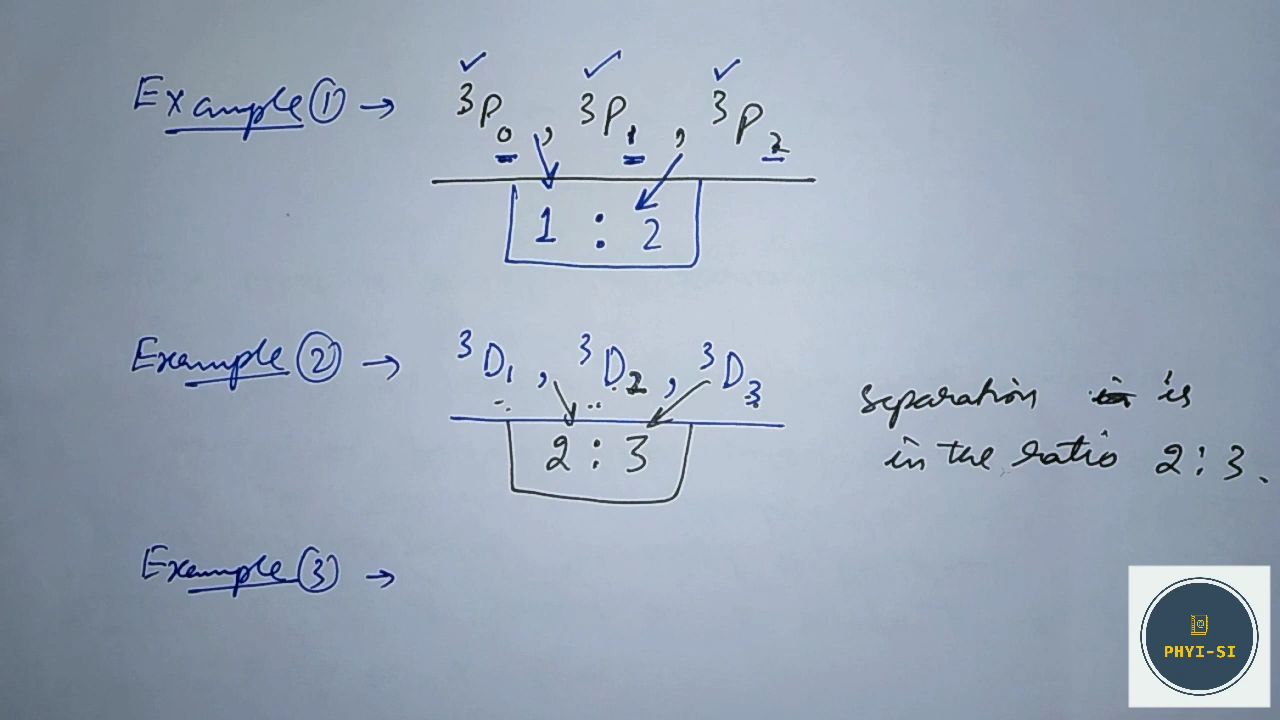 Example ① → ³P₀ , ³P₁ , ³P₂
1 : 2
Example ② → ³D₁ , ³D₂ , ³D₃
2 : 3
separation is
in the ratio 2 : 3 .
Example ③ →
PHYI-SI